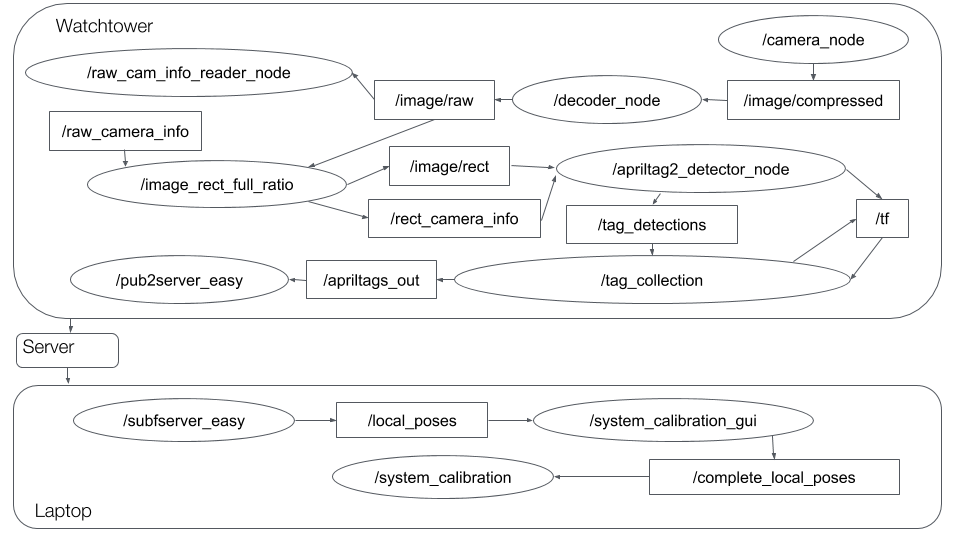 Watchtower
/camera_node
/raw_cam_info_reader_node
/image/raw
/decoder_node
/image/compressed
/raw_camera_info
/image_rect_full_ratio
/image/rect
/apriltag2_detector_node
/rect_camera_info
/tag_detections
/tf
/pub2server_easy
/apriltags_out
/tag_collection
Server
/subfserver_easy
/local_poses
/system_calibration_gui
/system_calibration
/complete_local_poses
Laptop